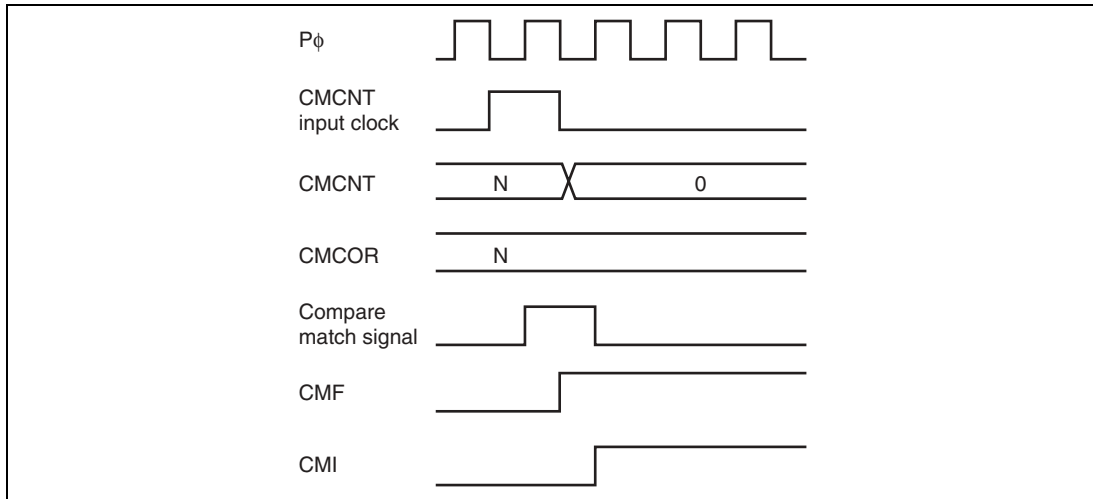 Pϕ
CMCNT
input clock
CMCNT
N
0
CMCOR
N
Compare
match signal
CMF
CMI